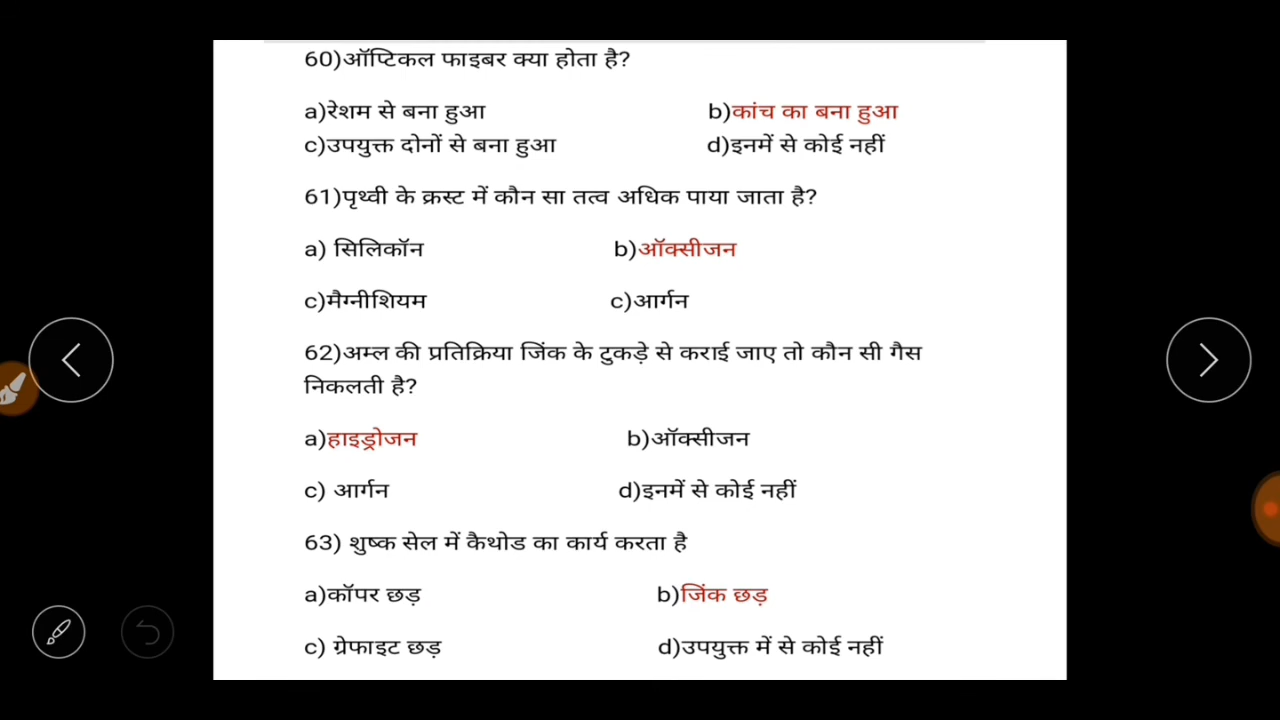 60)ऑप्टिकल फाइबर क्या होता है?
a)रेशम से बना हुआ b)कांच का बना हुआ
c)उपयुक्त दोनों से बना हुआ d)इनमें से कोई नहीं
61)पृथ्वी के क्रस्ट में कौन सा तत्व अधिक पाया जाता है?
a) सिलिकॉन b)ऑक्सीजन
c)मैग्नीशियम c)आर्गन
62)अम्ल की प्रतिक्रिया जिंक के टुकड़े से कराई जाए तो कौन सी गैस
निकलती है?
a)हाइड्रोजन b)ऑक्सीजन
c) आर्गन d)इनमें से कोई नहीं
63) शुष्क सेल में कैथोड का कार्य करता है
a)कॉपर छड़ b)जिंक छड़
c) ग्रेफाइट छड़ d)उपयुक्त में से कोई नहीं